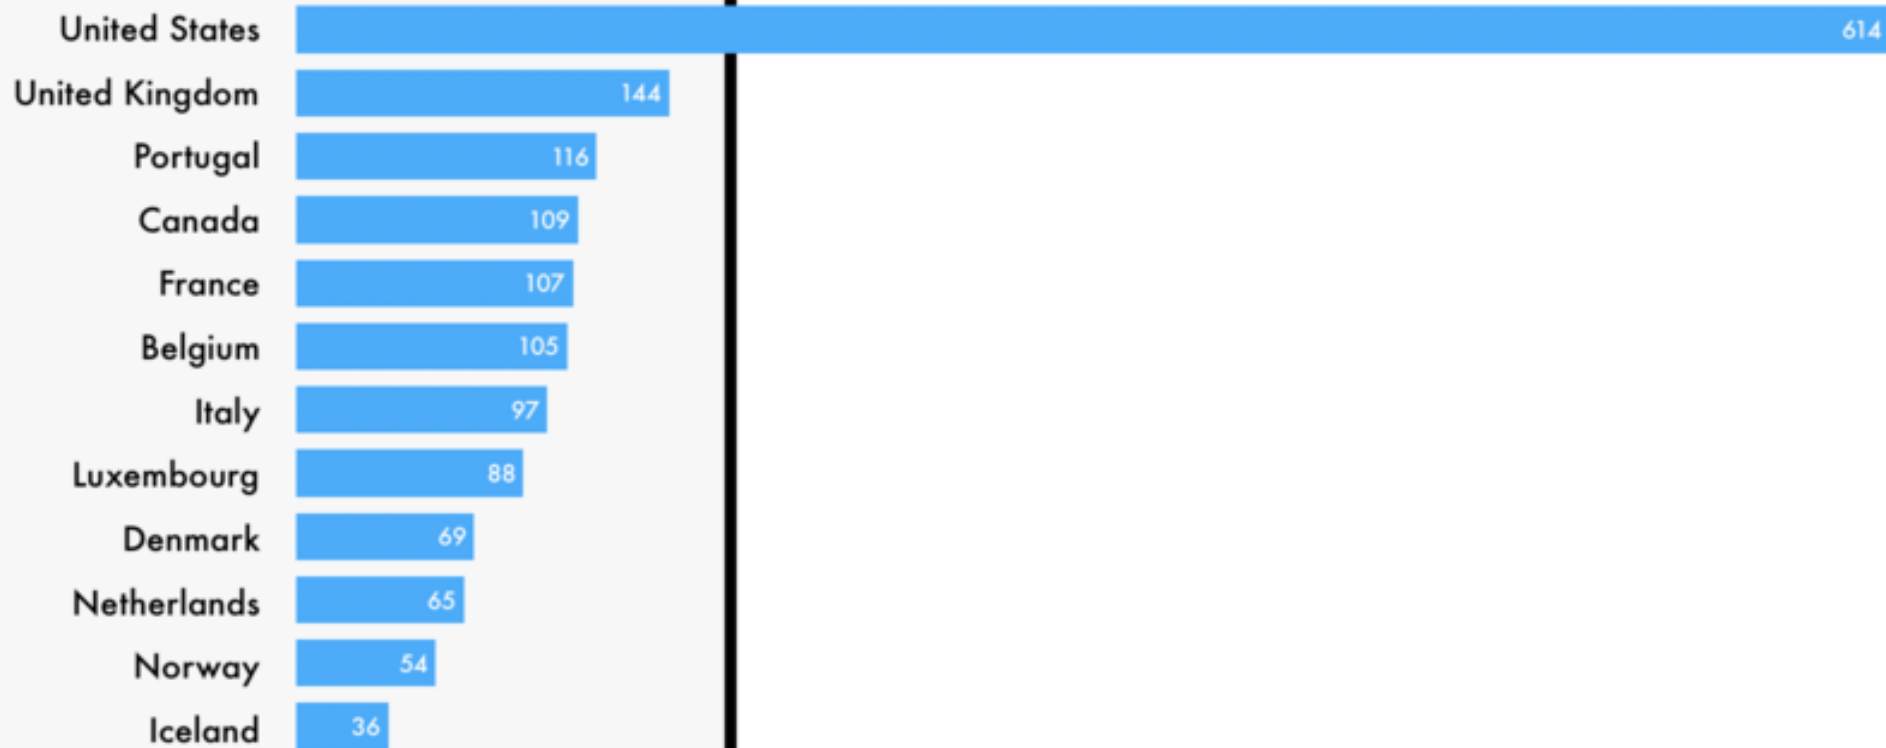 United States 614
United Kingdom 144
Portugal 116
Canada 109
France 107
Belgium 105
Italy 97
Luxembourg 88
Denmark 69
Netherlands 65
Norway 54
Iceland 36